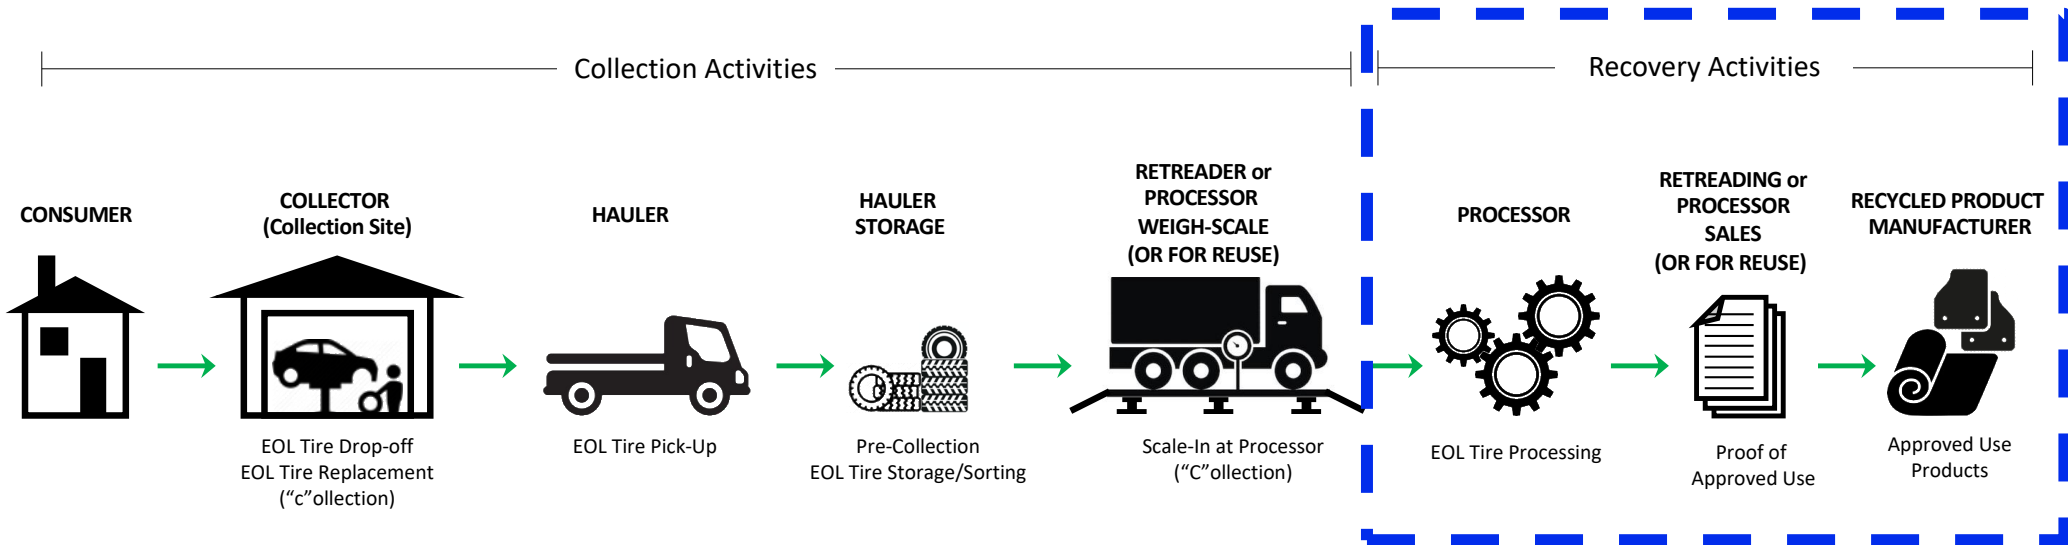 Collection Activities
Recovery Activities
CONSUMER
COLLECTOR
(Collection Site)
EOL Tire Drop-off
EOL Tire Replacement
(“c”ollection)
HAULER
EOL Tire Pick-Up
HAULER
STORAGE
Pre-Collection
EOL Tire Storage/Sorting
RETREADER or
PROCESSOR
WEIGH-SCALE
(OR FOR REUSE)
Scale-In at Processor
(“C”ollection)
PROCESSOR
EOL Tire Processing
RETREADING or
PROCESSOR
SALES
(OR FOR REUSE)
Proof of
Approved Use
RECYCLED PRODUCT
MANUFACTURER
Approved Use
Products